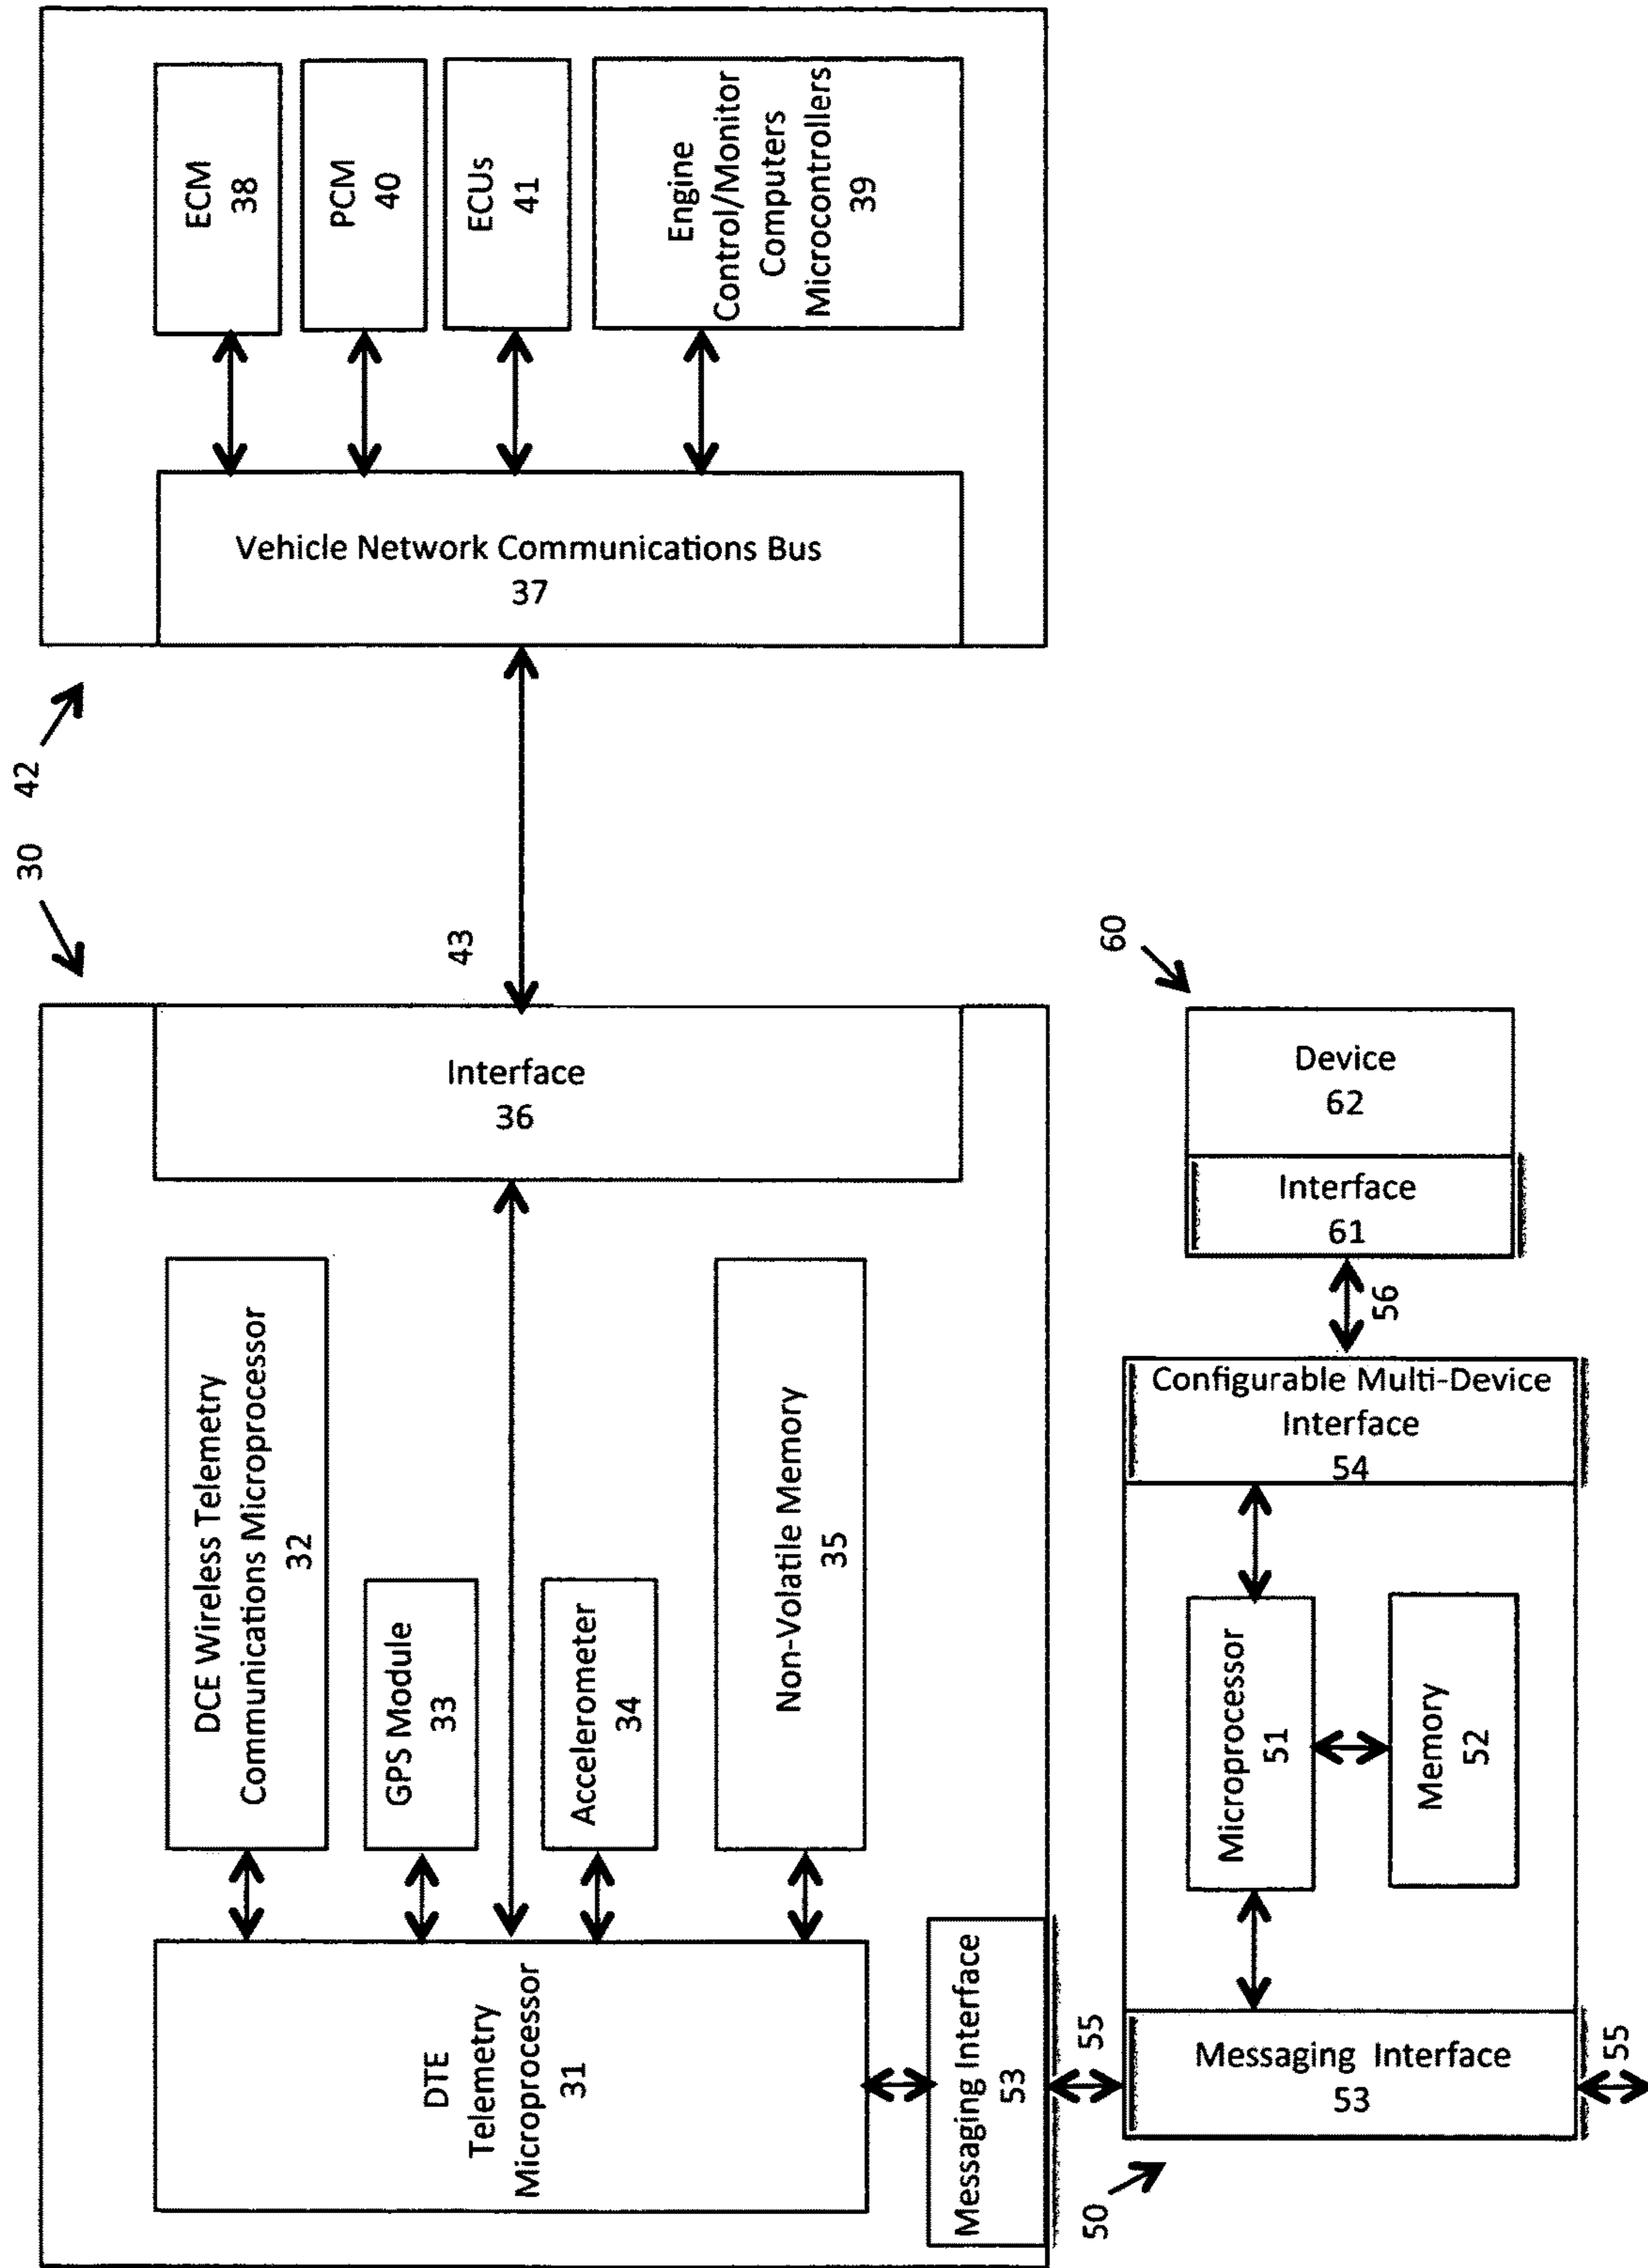 30
42
DTE
Telemetry
Microprocessor
31
DCE Wireless Telemetry
Communications Microprocessor
32
GPS Module
33
Accelerometer
34
Non-Volatile Memory
35
Interface
36
43
Vehicle Network Communications Bus
37
ECM
38
PCM
40
ECUs
41
Engine
Control/Monitor
Computers
Microcontrollers
39
Messaging Interface
53
55
50
Messaging Interface
53
55
Microprocessor
51
Memory
52
Configurable Multi-Device
Interface
54
56
60
Interface
61
Device
62